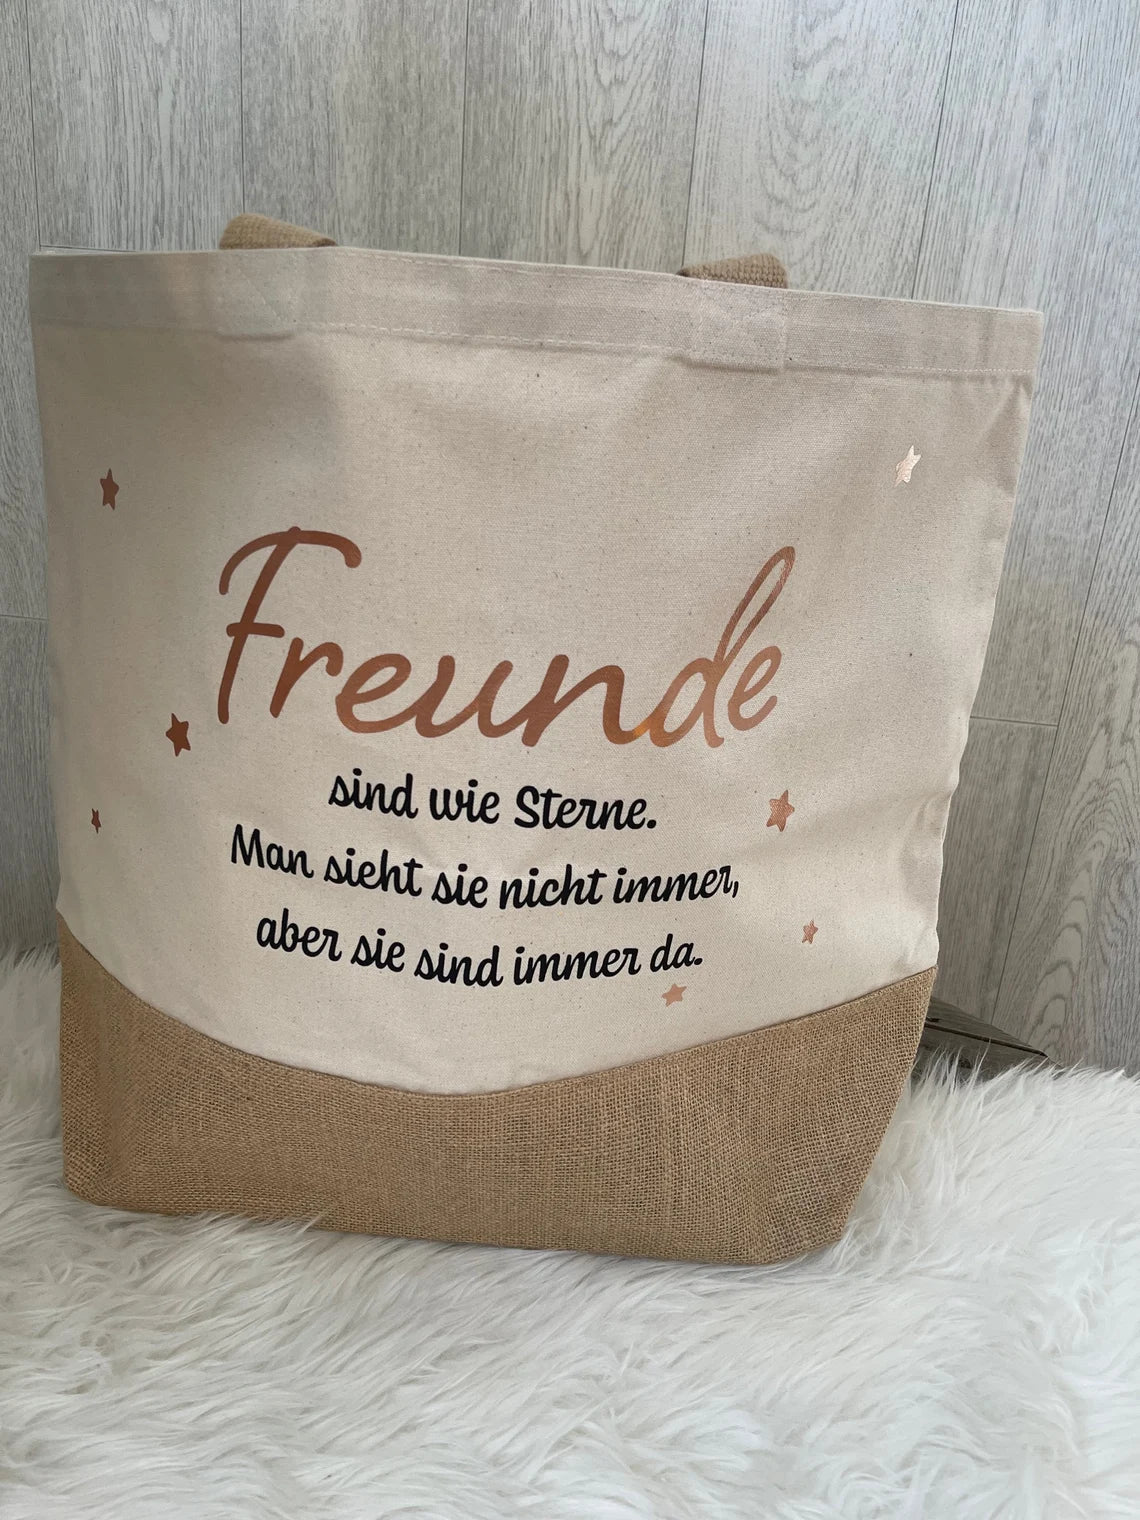 Freunde
sind wie Sterne.
Man sieht sie nicht immer,
aber sie sind immer da.